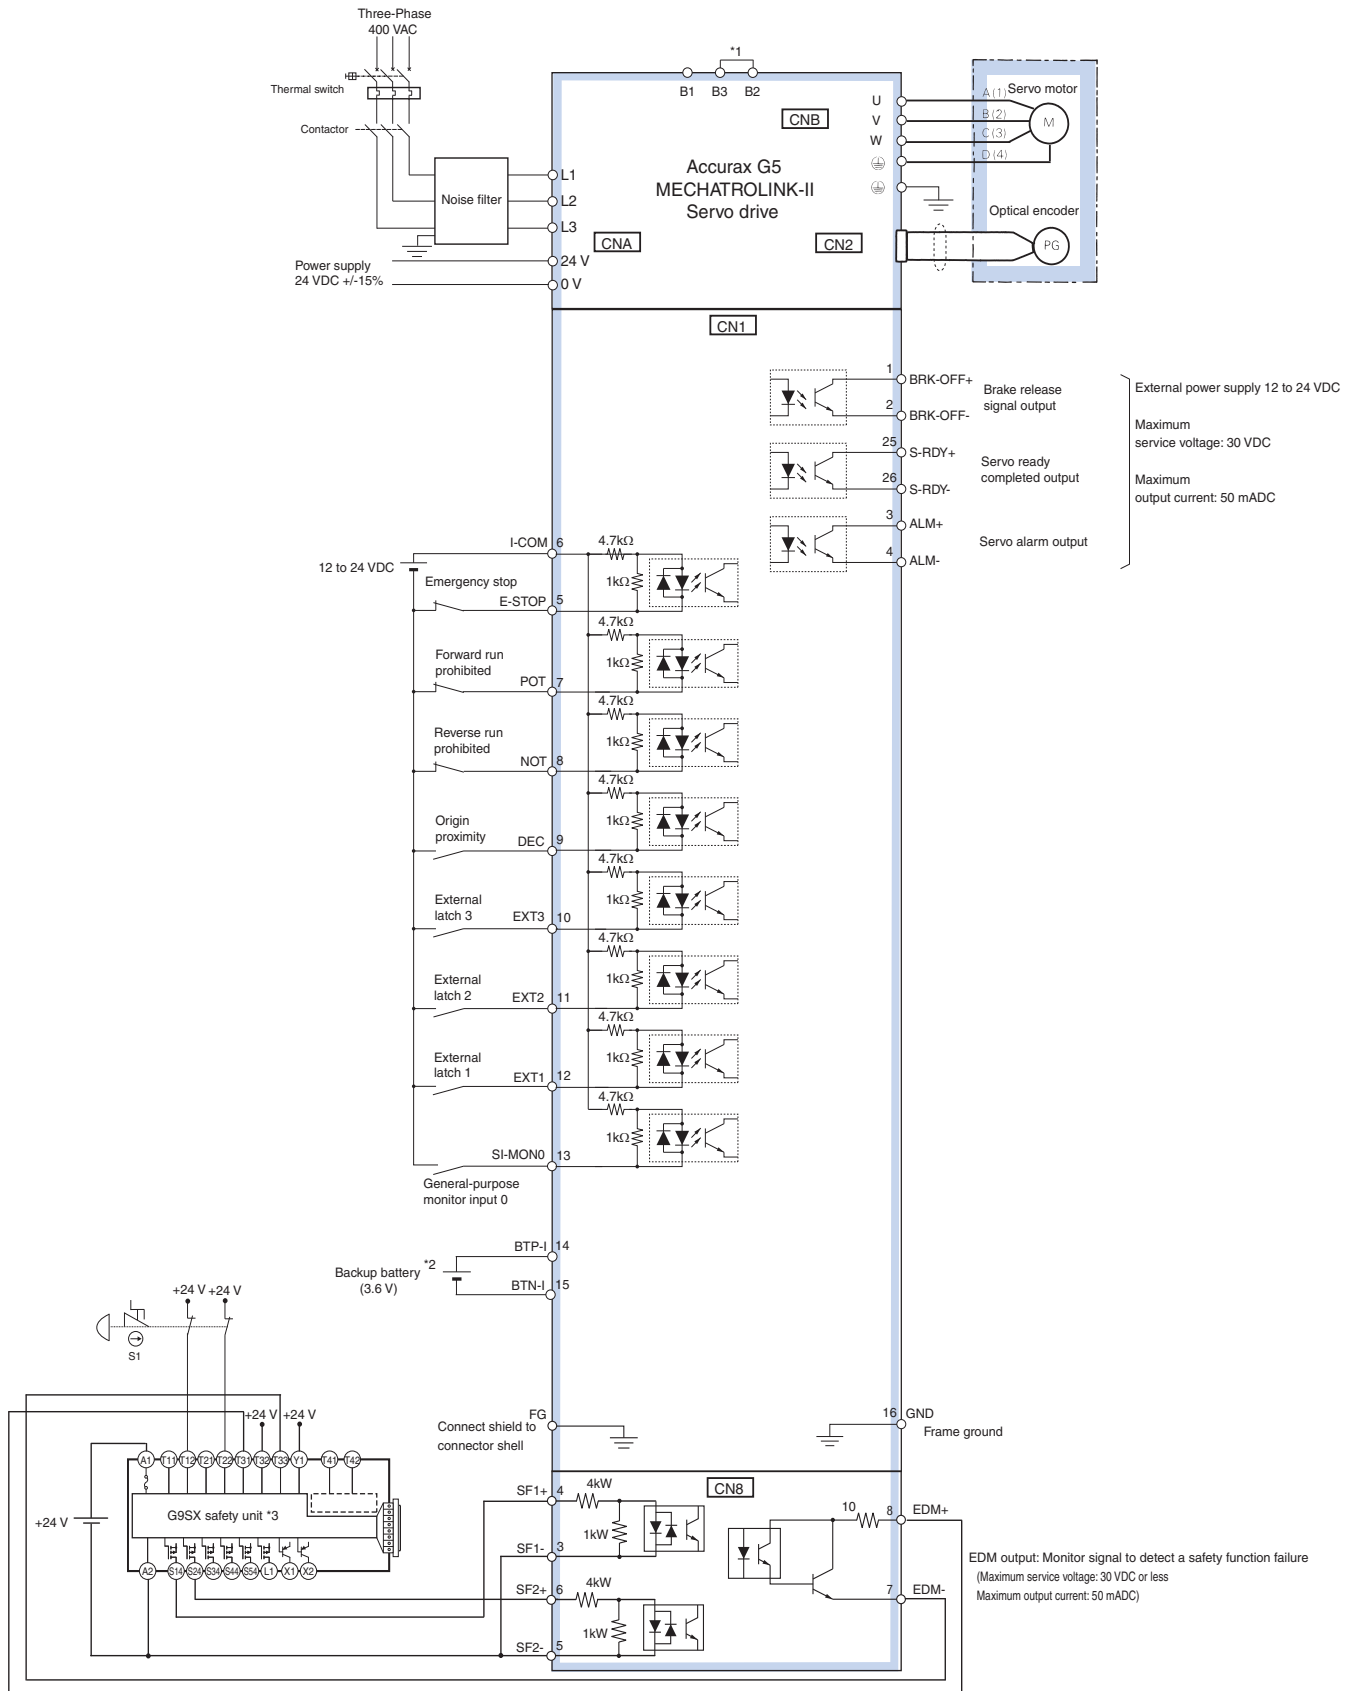 Three-Phase
400 VAC
Thermal switch
Contactor
Noise filter
L1
L2
L3
Power supply
24 VDC +/-15%
24 V
0 V
*1
B1 B3 B2
CNB
Accurax G5
MECHATROLINK-II
Servo drive
CNA
CN2
U
V
W
A(1)
B(2)
C(3)
D(4)
Servo motor
M
Optical encoder
PG
CN1
1 BRK-OFF+
2 BRK-OFF-
Brake release
signal output
25 S-RDY+
26 S-RDY-
Servo ready
completed output
3 ALM+
4 ALM-
Servo alarm output
External power supply 12 to 24 VDC
Maximum
service voltage: 30 VDC
Maximum
output current: 50 mADC
12 to 24 VDC
I-COM 6
4.7kΩ
1kΩ
Emergency stop
E-STOP 5
4.7kΩ
1kΩ
Forward run
prohibited
POT 7
4.7kΩ
1kΩ
Reverse run
prohibited
NOT 8
4.7kΩ
1kΩ
Origin
proximity
DEC 9
4.7kΩ
1kΩ
External
latch 3
EXT3 10
4.7kΩ
1kΩ
External
latch 2
EXT2 11
4.7kΩ
1kΩ
External
latch 1
EXT1 12
4.7kΩ
1kΩ
SI-MON0 13
General-purpose
monitor input 0
BTP-I 14
Backup battery *2
(3.6 V)
BTN-I 15
+24 V +24 V
S1
FG
Connect shield to
connector shell
16 GND
Frame ground
+24 V +24 V
A1 T11 T12 T21 T22 T31 T32 T33 Y1 T41 T42
G9SX safety unit *3
+24 V
A2 S14 S24 S34 S44 S54 L1 X1 X2
CN8
SF1+ 4
4kW
1kW
SF1- 3
SF2+ 6
4kW
1kW
SF2- 5
10
8 EDM+
7 EDM-
EDM output: Monitor signal to detect a safety function failure
(Maximum service voltage: 30 VDC or less
Maximum output current: 50 mADC)